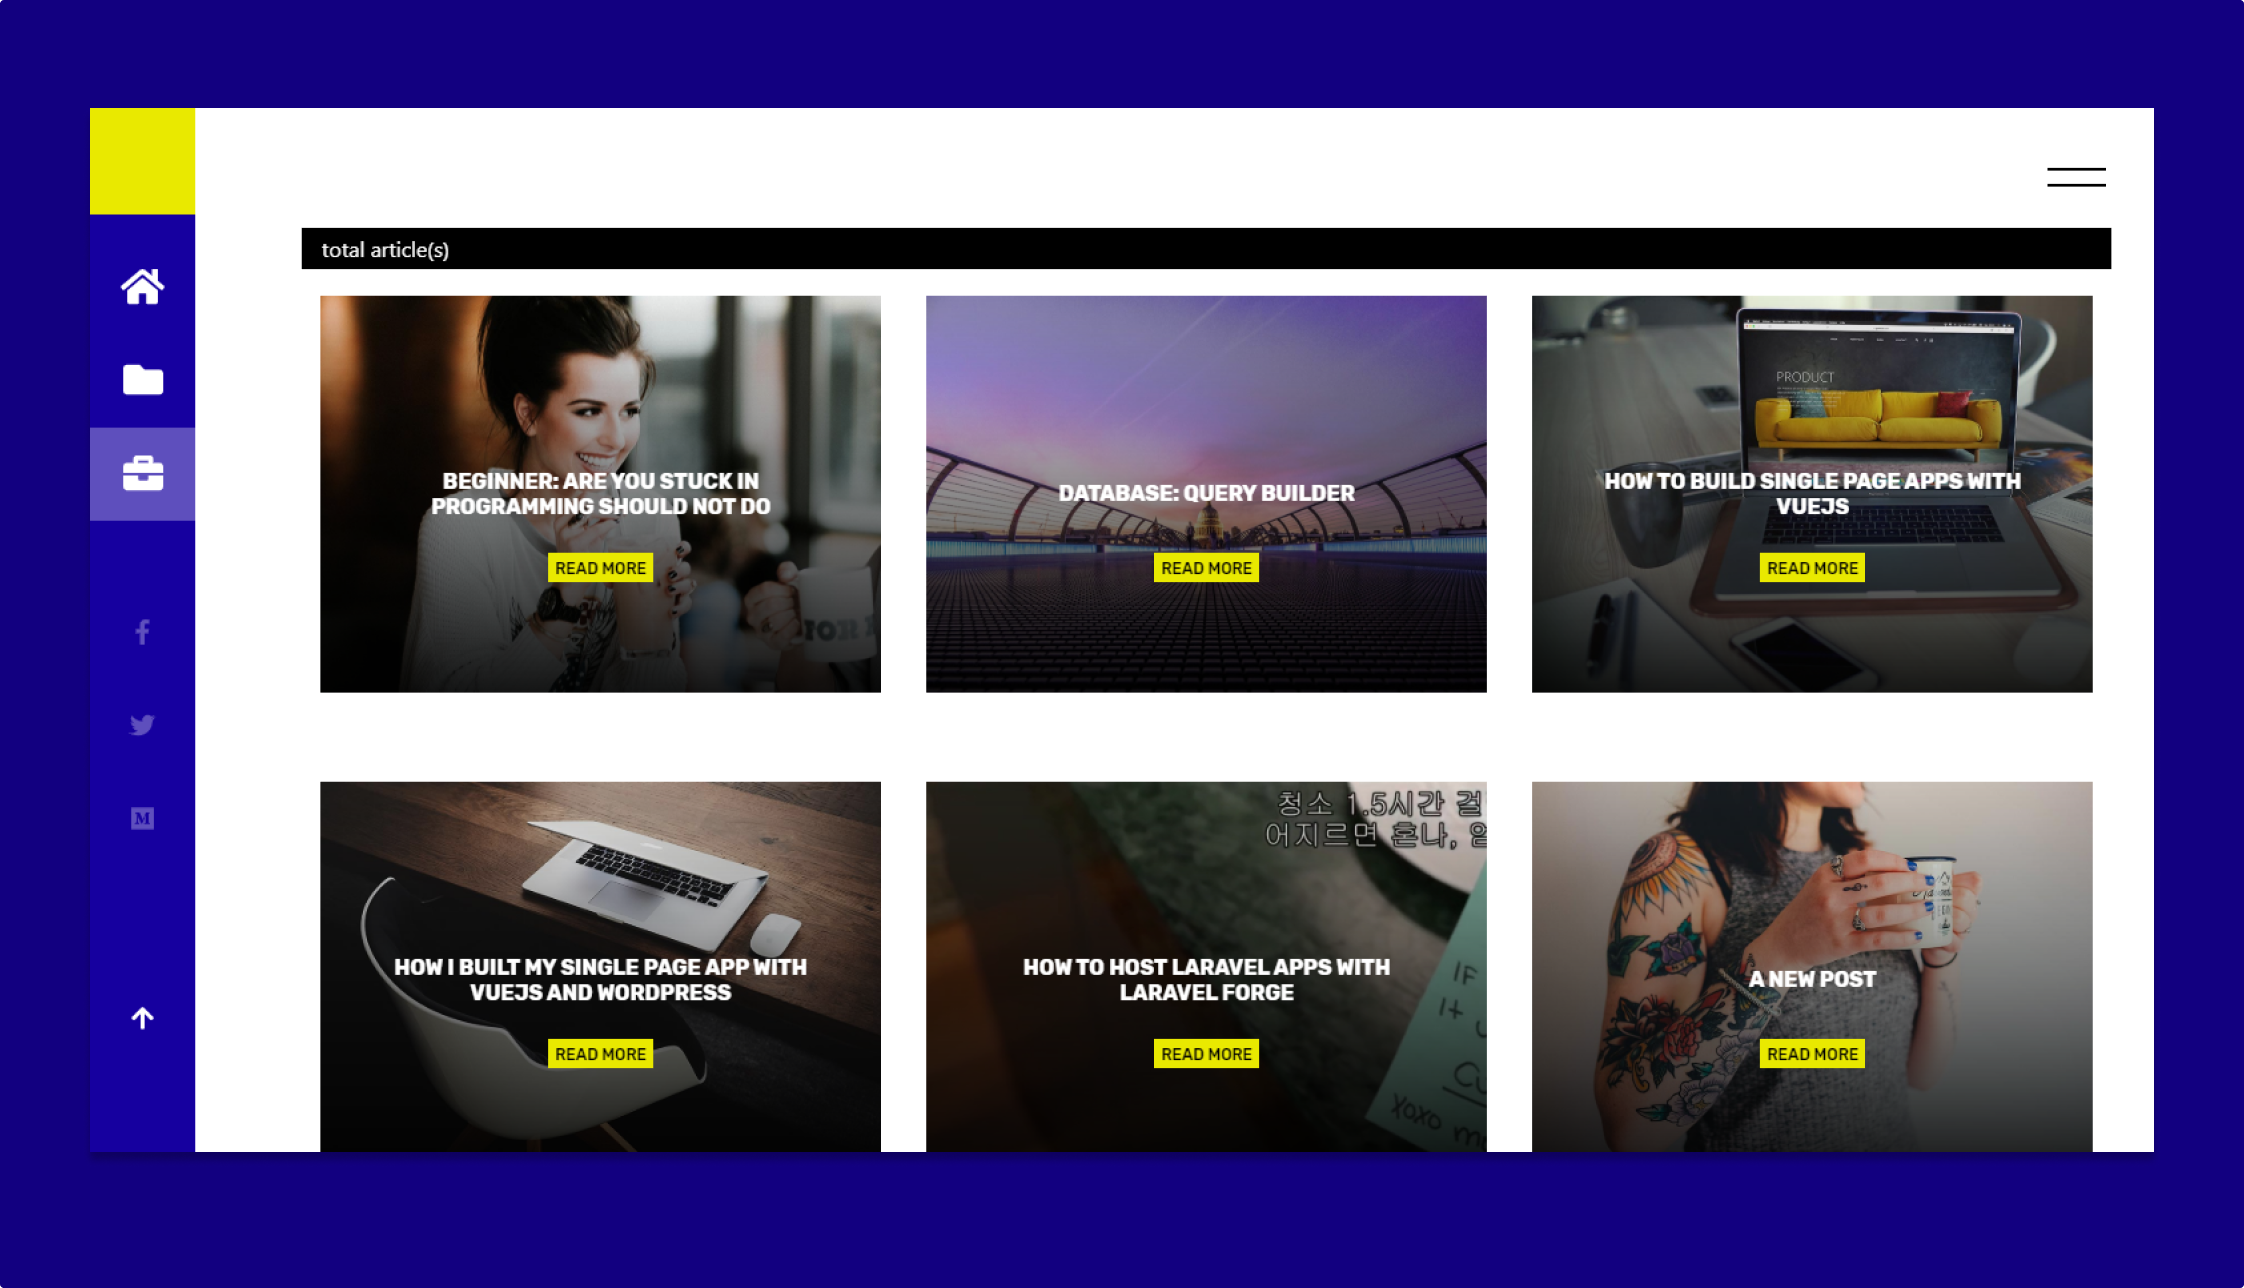 total article(s)
BEGINNER: ARE YOU STUCK IN
PROGRAMMING SHOULD NOT DO
READ MORE
DATABASE: QUERY BUILDER
READ MORE
PRODUCT
HOW TO BUILD SINGLE PAGE APPS WITH
VUEJS
READ MORE
M
HOW I BUILT MY SINGLE PAGE APP WITH
VUEJS AND WORDPRESS
READ MORE
청소 1.5시간 걸
어지르면 혼나,
HOW TO HOST LARAVEL APPS WITH
LARAVEL FORGE
READ MORE
IF
It
xoxo
A NEW POST
READ MORE